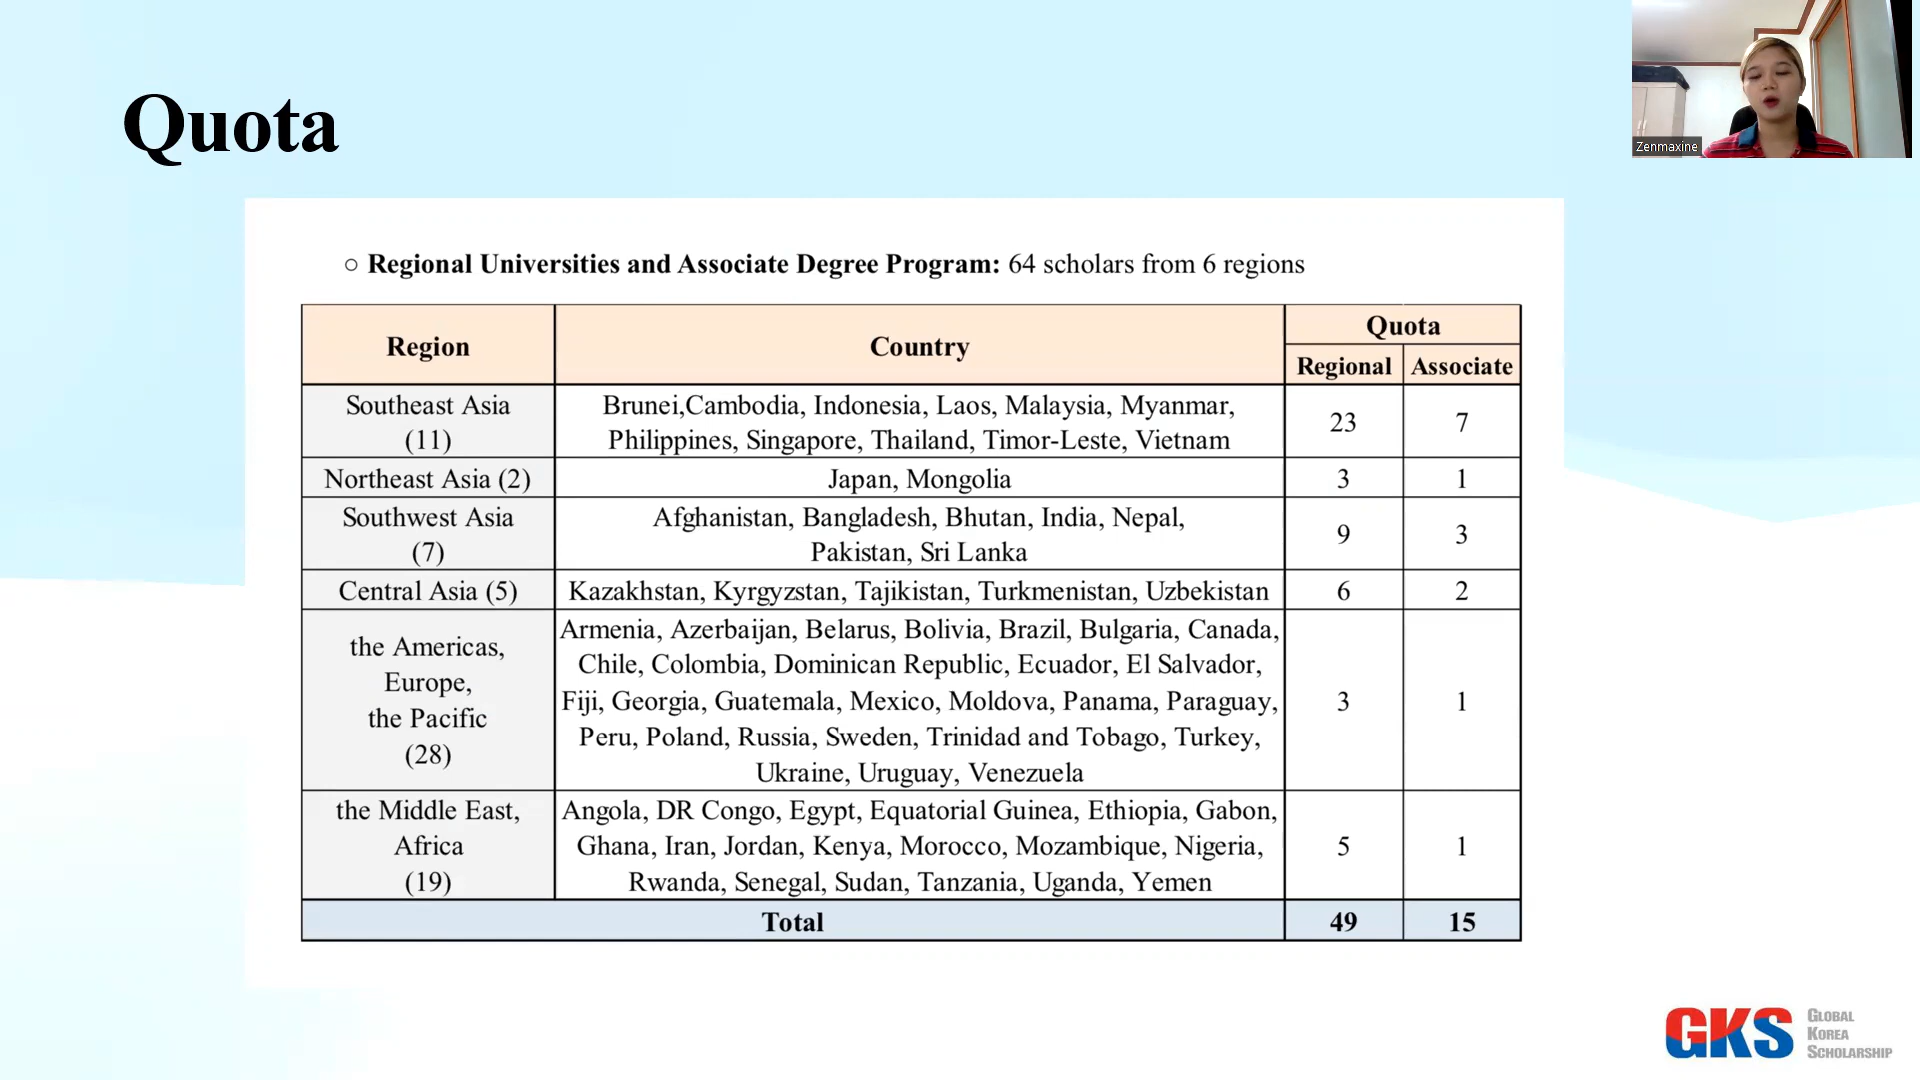 Quota
Zenmaxine
○ Regional Universities and Associate Degree Program: 64 scholars from 6 regions
Region
Country
Quota
Regional
Associate
Southeast Asia
(11)
Brunei,Cambodia, Indonesia, Laos, Malaysia, Myanmar,
Philippines, Singapore, Thailand, Timor-Leste, Vietnam
23
7
Northeast Asia (2)
Japan, Mongolia
3
1
Southwest Asia
(7)
Afghanistan, Bangladesh, Bhutan, India, Nepal,
Pakistan, Sri Lanka
9
3
Central Asia (5)
Kazakhstan, Kyrgyzstan, Tajikistan, Turkmenistan, Uzbekistan
6
2
the Americas,
Europe,
the Pacific
(28)
Armenia, Azerbaijan, Belarus, Bolivia, Brazil, Bulgaria, Canada,
Chile, Colombia, Dominican Republic, Ecuador, El Salvador,
Fiji, Georgia, Guatemala, Mexico, Moldova, Panama, Paraguay,
Peru, Poland, Russia, Sweden, Trinidad and Tobago, Turkey,
Ukraine, Uruguay, Venezuela
3
1
the Middle East,
Africa
(19)
Angola, DR Congo, Egypt, Equatorial Guinea, Ethiopia, Gabon,
Ghana, Iran, Jordan, Kenya, Morocco, Mozambique, Nigeria,
Rwanda, Senegal, Sudan, Tanzania, Uganda, Yemen
5
1
Total
49
15
GKS
GLOBAL
KOREA
SCHOLARSHIP